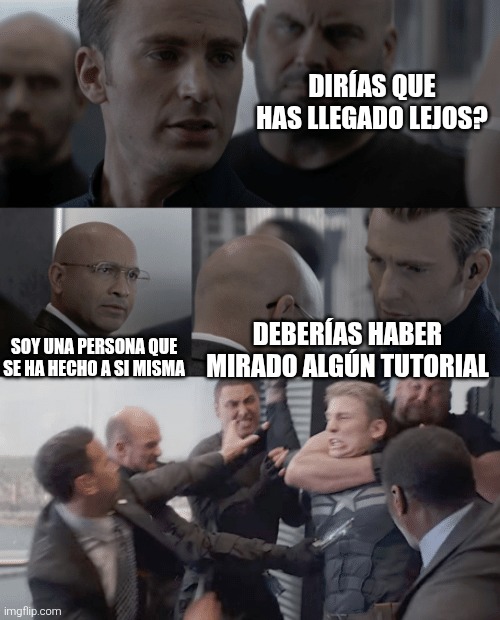 DIRÍAS QUE
HAS LLEGADO LEJOS?
SOY UNA PERSONA QUE
SE HA HECHO A SI MISMA
DEBERÍAS HABER
MIRADO ALGÚN TUTORIAL
imgflip.com